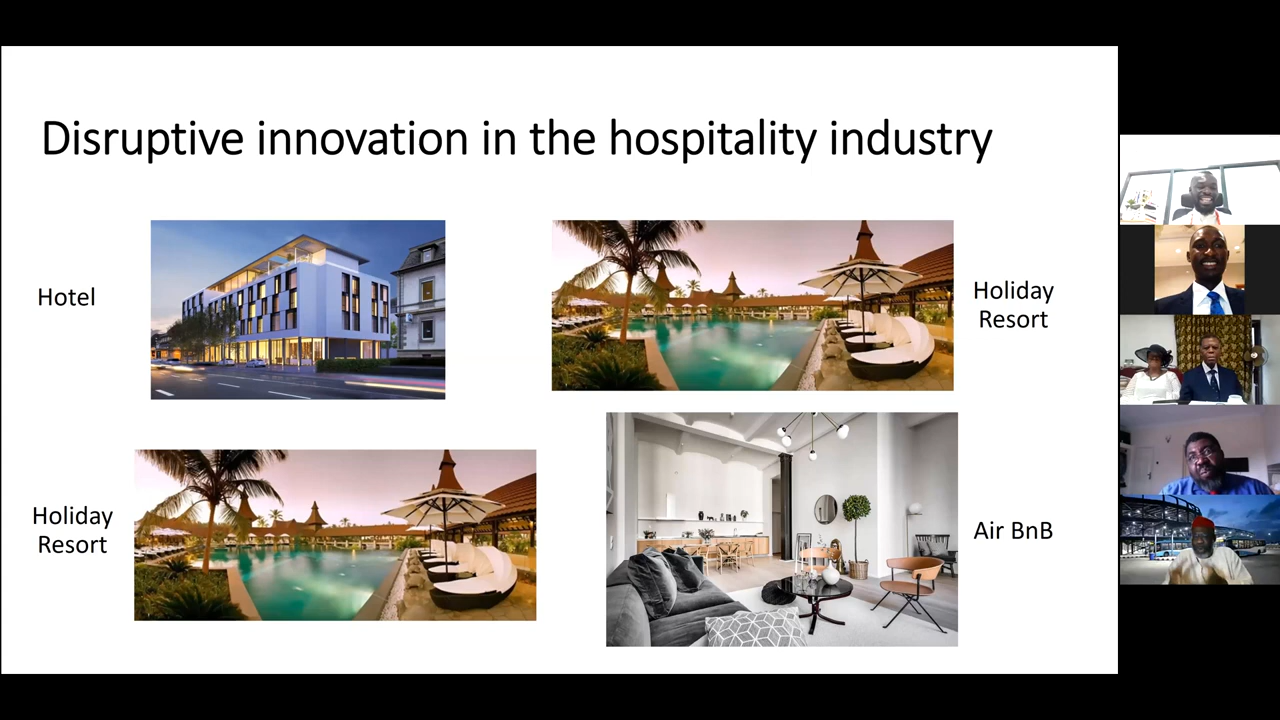 Disruptive innovation in the hospitality industry
Hotel
Holiday
Resort
Holiday
Resort
Air BnB